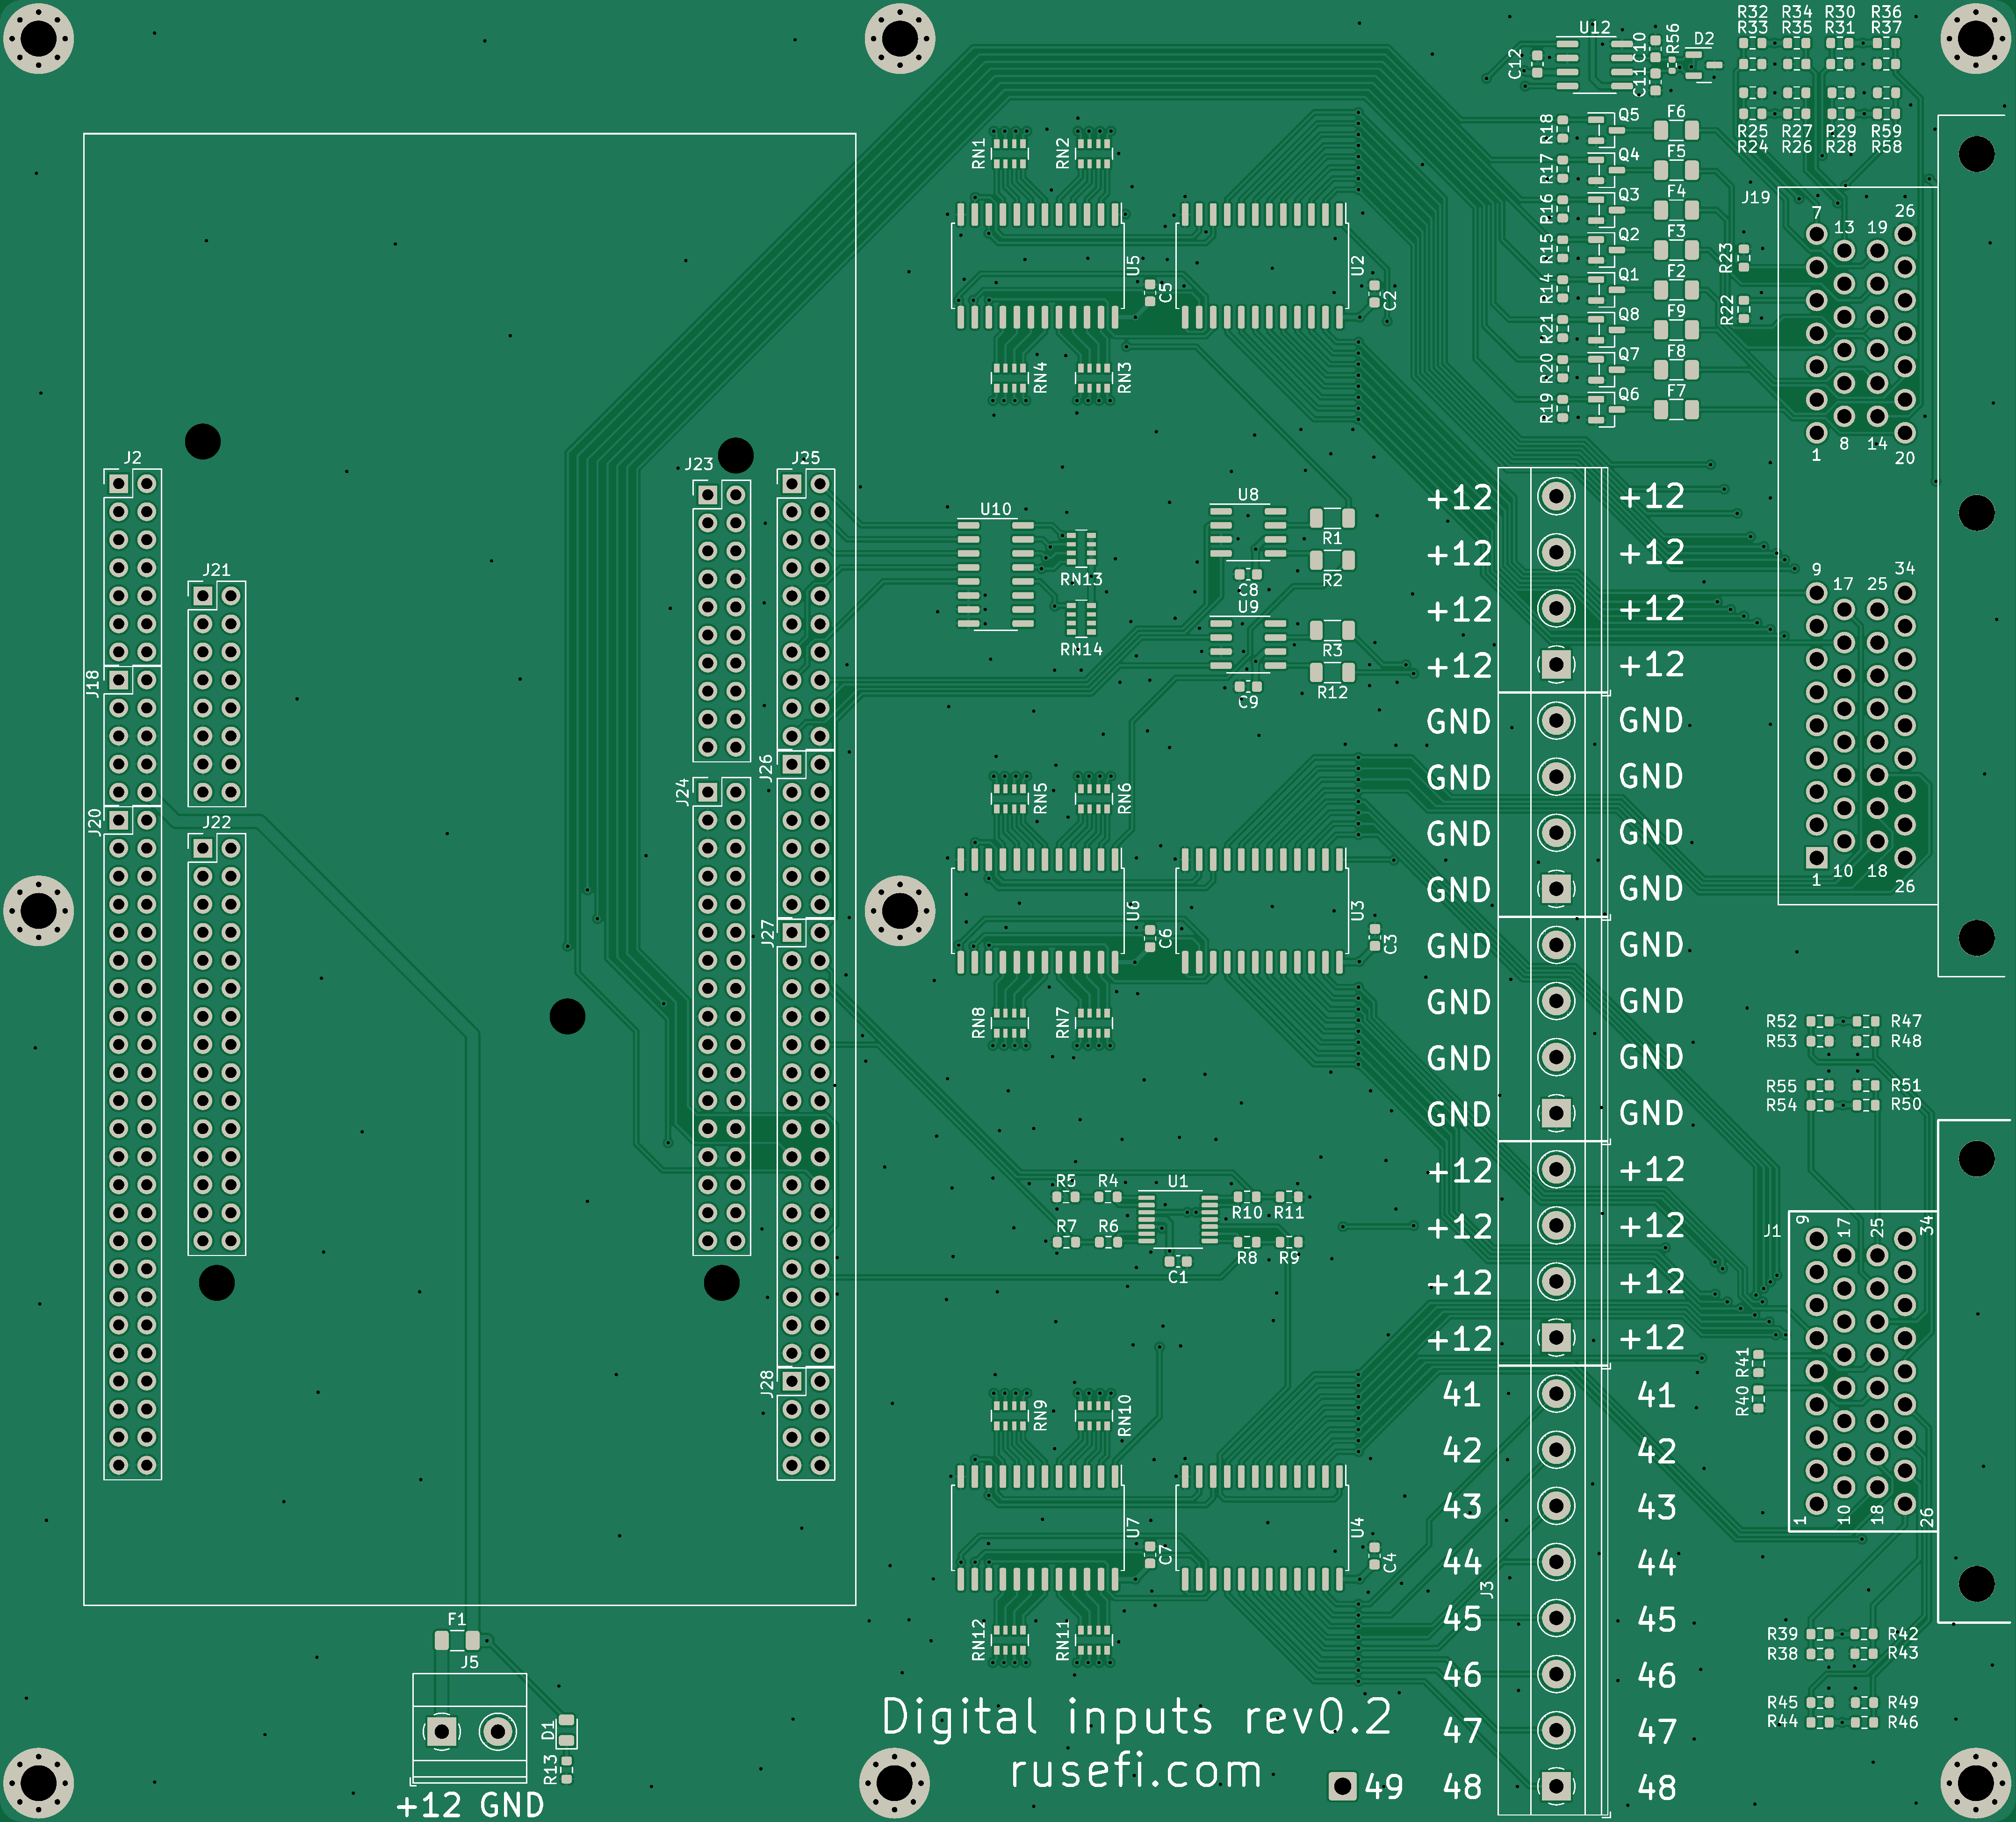 R32 R34 R30 R36
R33 R35 R31 R37
U12
C12
C10
C11
R56
D2
R25 R27 R29 R59
R24 R26 R28 R58
R18 Q5 F6
R17 Q4 F5
R16 Q3 F4
R15 Q2 F3
R14 Q1 F2
R21 Q8 F9
R20 Q7 F8
R19 Q6 F7
R23
R22
J19
7 13 19 26
1 8 14 20
RN1 RN2
U5 C5 U2 C2
RN4 RN3
J2
J23
J25
J21
J18
J24
J26
J20
J22
J27
J28
U10
RN13
RN14
U8
R1
R2
C8
U9
R3
R12
C9
+12 +12
+12 +12
+12 +12
+12 +12
GND GND
GND GND
GND GND
GND GND
GND GND
GND GND
GND GND
GND GND
+12 +12
+12 +12
+12 +12
+12 +12
41 41
42 42
43 43
44 44
J3
45 45
46 46
47 47
48 48
9 17 25 34
1 10 18 26
RN5 RN6
U6 C6 U3 C3
RN8 RN7
R52 R47
R53 R48
R55 R51
R54 R50
R5 R4 U1
R10 R11
R7 R6
R8 R9
C1
J1
9 17 25 34
1 10 18 26
R41
R40
RN9 RN10
U7 C7 U4 C4
RN12 RN11
R39 R42
R38 R43
R45 R49
R44 R46
F1
J5
D1
R13
+12 GND
Digital inputs rev0.2
rusefi.com
49